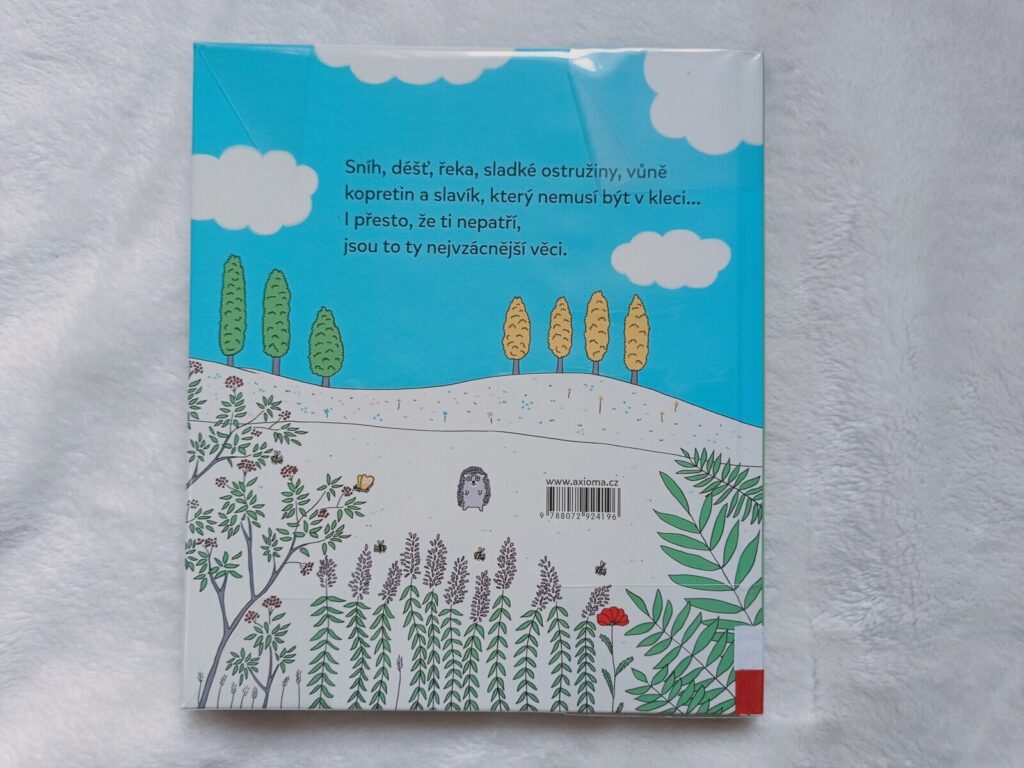 Sníh, déšť, řeka, sladké ostružiny, vůně
kopretin a slavík, který nemusí být v kleci...
I přesto, že ti nepatří,
jsou to ty nejvzácnější věci.
www.axioma.cz
9 788072 924196